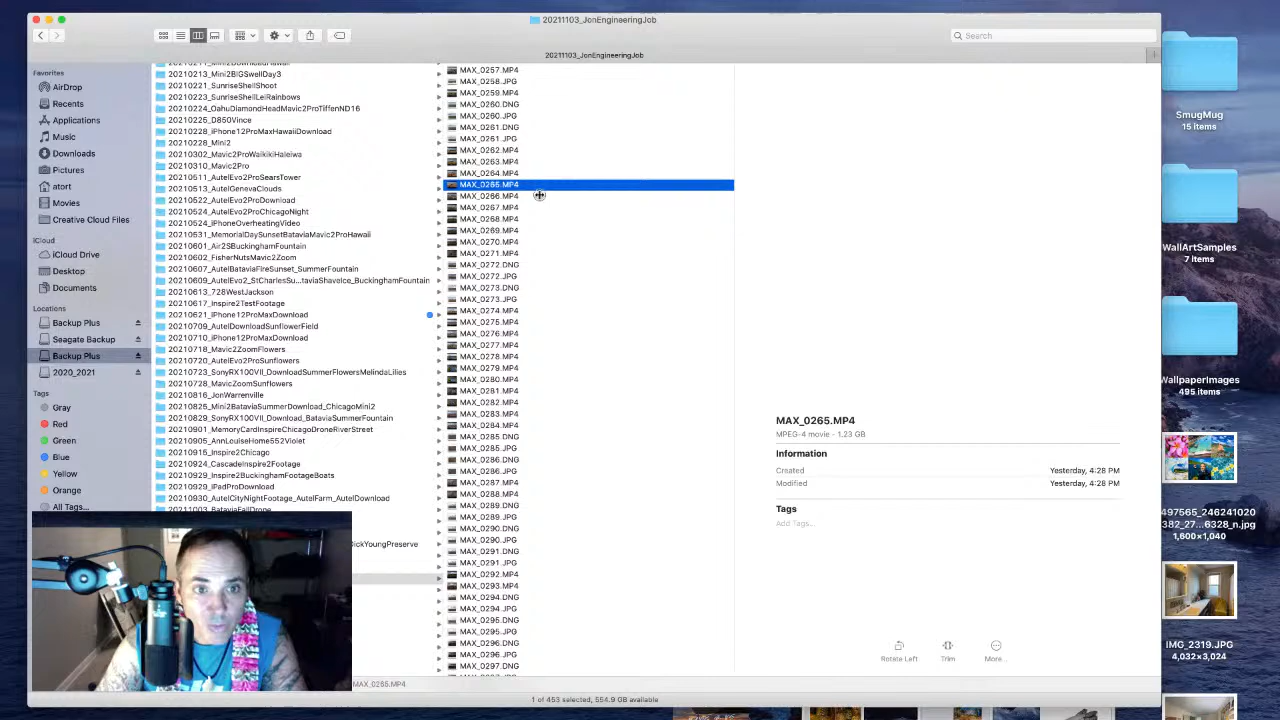 20211103_JonEngineeringJob
Search
20211103_JonEngineeringJob
Favorites
AirDrop
Recents
Applications
Music
Downloads
Pictures
atort
Movies
Creative Cloud Files
iCloud
iCloud Drive
Desktop
Documents
Locations
Backup Plus
Seagate Backup
Backup Plus
2020_2021
Tags
Gray
Red
Green
Blue
Yellow
Orange
All Tags...
20210213_Mini2BIGSwellDay3
20210221_SunriseShellShoot
20210223_SunriseShellLeiRainbows
20210224_OahuDiamondHeadMavic2ProTiffenND16
20210225_D850Vince
20210228_iPhone12ProMaxHawaiiDownload
20210228_Mini2
20210302_Mavic2ProWaikikiHaleiwa
20210310_Mavic2Pro
20210511_AutelEvo2ProSearsTower
20210513_AutelGenevaClouds
20210522_AutelEvo2ProDownload
20210524_AutelEvo2ProChicagoNight
20210524_iPhoneOverheatingVideo
20210531_MemorialDaySunsetBataviaMavic2ProHawaii
20210601_Air2SBuckinghamFountain
20210602_FisherNutsMavic2Zoom
20210607_AutelBataviaFireSunset_SummerFountain
20210609_AutelEvo2_StCharlesSu...taviaShaveIce_BuckinghamFountain
20210613_728WestJackson
20210617_Inspire2TestFootage
20210621_iPhone12ProMaxDownload
20210709_AutelDownloadSunflowerField
20210710_iPhone12ProMaxDownload
20210718_Mavic2ZoomFlowers
20210720_AutelEvo2ProSunflowers
20210723_SonyRX100VII_DownloadSummerFlowersMelindaLilies
20210728_MavicZoomSunflowers
20210816_JonWarrenville
20210825_Mini2BataviaSummerDownload_ChicagoMini2
20210829_SonyRX100VII_Download_BataviaSummerFountain
20210901_MemoryCardInspireChicagoDroneRiverStreet
20210905_AnnLouiseHome552Violet
20210915_Inspire2Chicago
20210924_CascadeInspire2Footage
20210929_Inspire2BuckinghamFootageBoats
20210929_iPadProDownload
20210930_AutelCityNightFootage_AutelFarm_AutelDownload
20211003_BataviaFallDrone
DickYoungPreserve
MAX_0257.MP4
MAX_0258.JPG
MAX_0259.MP4
MAX_0260.DNG
MAX_0260.JPG
MAX_0261.DNG
MAX_0261.JPG
MAX_0262.MP4
MAX_0263.MP4
MAX_0264.MP4
MAX_0265.MP4
MAX_0266.MP4
MAX_0267.MP4
MAX_0268.MP4
MAX_0269.MP4
MAX_0270.MP4
MAX_0271.MP4
MAX_0272.DNG
MAX_0272.JPG
MAX_0273.DNG
MAX_0273.JPG
MAX_0274.MP4
MAX_0275.MP4
MAX_0276.MP4
MAX_0277.MP4
MAX_0278.MP4
MAX_0279.MP4
MAX_0280.MP4
MAX_0281.MP4
MAX_0282.MP4
MAX_0283.MP4
MAX_0284.MP4
MAX_0285.DNG
MAX_0285.JPG
MAX_0286.DNG
MAX_0286.JPG
MAX_0287.MP4
MAX_0288.MP4
MAX_0289.DNG
MAX_0289.JPG
MAX_0290.DNG
MAX_0290.JPG
MAX_0291.DNG
MAX_0291.JPG
MAX_0292.MP4
MAX_0293.MP4
MAX_0294.DNG
MAX_0294.JPG
MAX_0295.DNG
MAX_0295.JPG
MAX_0296.DNG
MAX_0296.JPG
MAX_0297.DNG
MAX_0265.MP4
MPEG-4 movie - 1.23 GB
Information
Created Yesterday, 4:28 PM
Modified Yesterday, 4:28 PM
Tags
Add Tags...
Rotate Left
Trim
More...
MAX_0265.MP4
1 of 453 selected, 554.9 GB available
SmugMug
15 items
WallArtSamples
7 items
WallpaperImages
495 items
497565_246241020
382_27...6328_n.jpg
1,600×1,040
IMG_2319.JPG
4,032×3,024